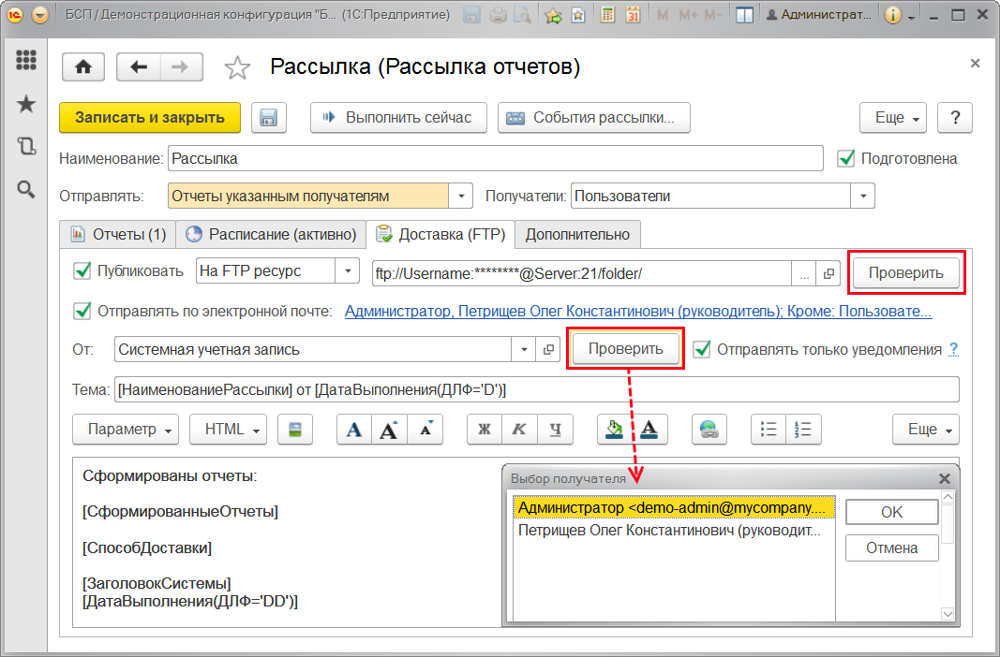 БСП / Демонстрационная конфигурация "Б... (1С:Предприятие) M M+ M- Администрат...
Рассылка (Рассылка отчетов)
Записать и закрыть Выполнить сейчас События рассылки... Еще ?
Наименование: Рассылка Подготовлена
Отправлять: Отчеты указанным получателям Получатели: Пользователи
Отчеты (1) Расписание (активно) Доставка (FTP) Дополнительно
Публиковать На FTP ресурс ftp://Username:********@Server:21/folder/ ... Проверить
Отправлять по электронной почте: Администратор, Петрищев Олег Константинович (руководитель); Кроме: Пользовате...
От: Системная учетная запись Проверить Отправлять только уведомления ?
Тема: [НаименованиеРассылки] от [ДатаВыполнения(ДЛФ='D')]
Параметр HTML А А А Ж К Ч А Еще
Сформированы отчеты:
[СформированныеОтчеты]
[СпособДоставки]
[ЗаголовокСистемы]
[ДатаВыполнения(ДЛФ='DD')]
Выбор получателя
Администратор <demo-admin@mycompany....
Петрищев Олег Константинович (руководит...
OK
Отмена